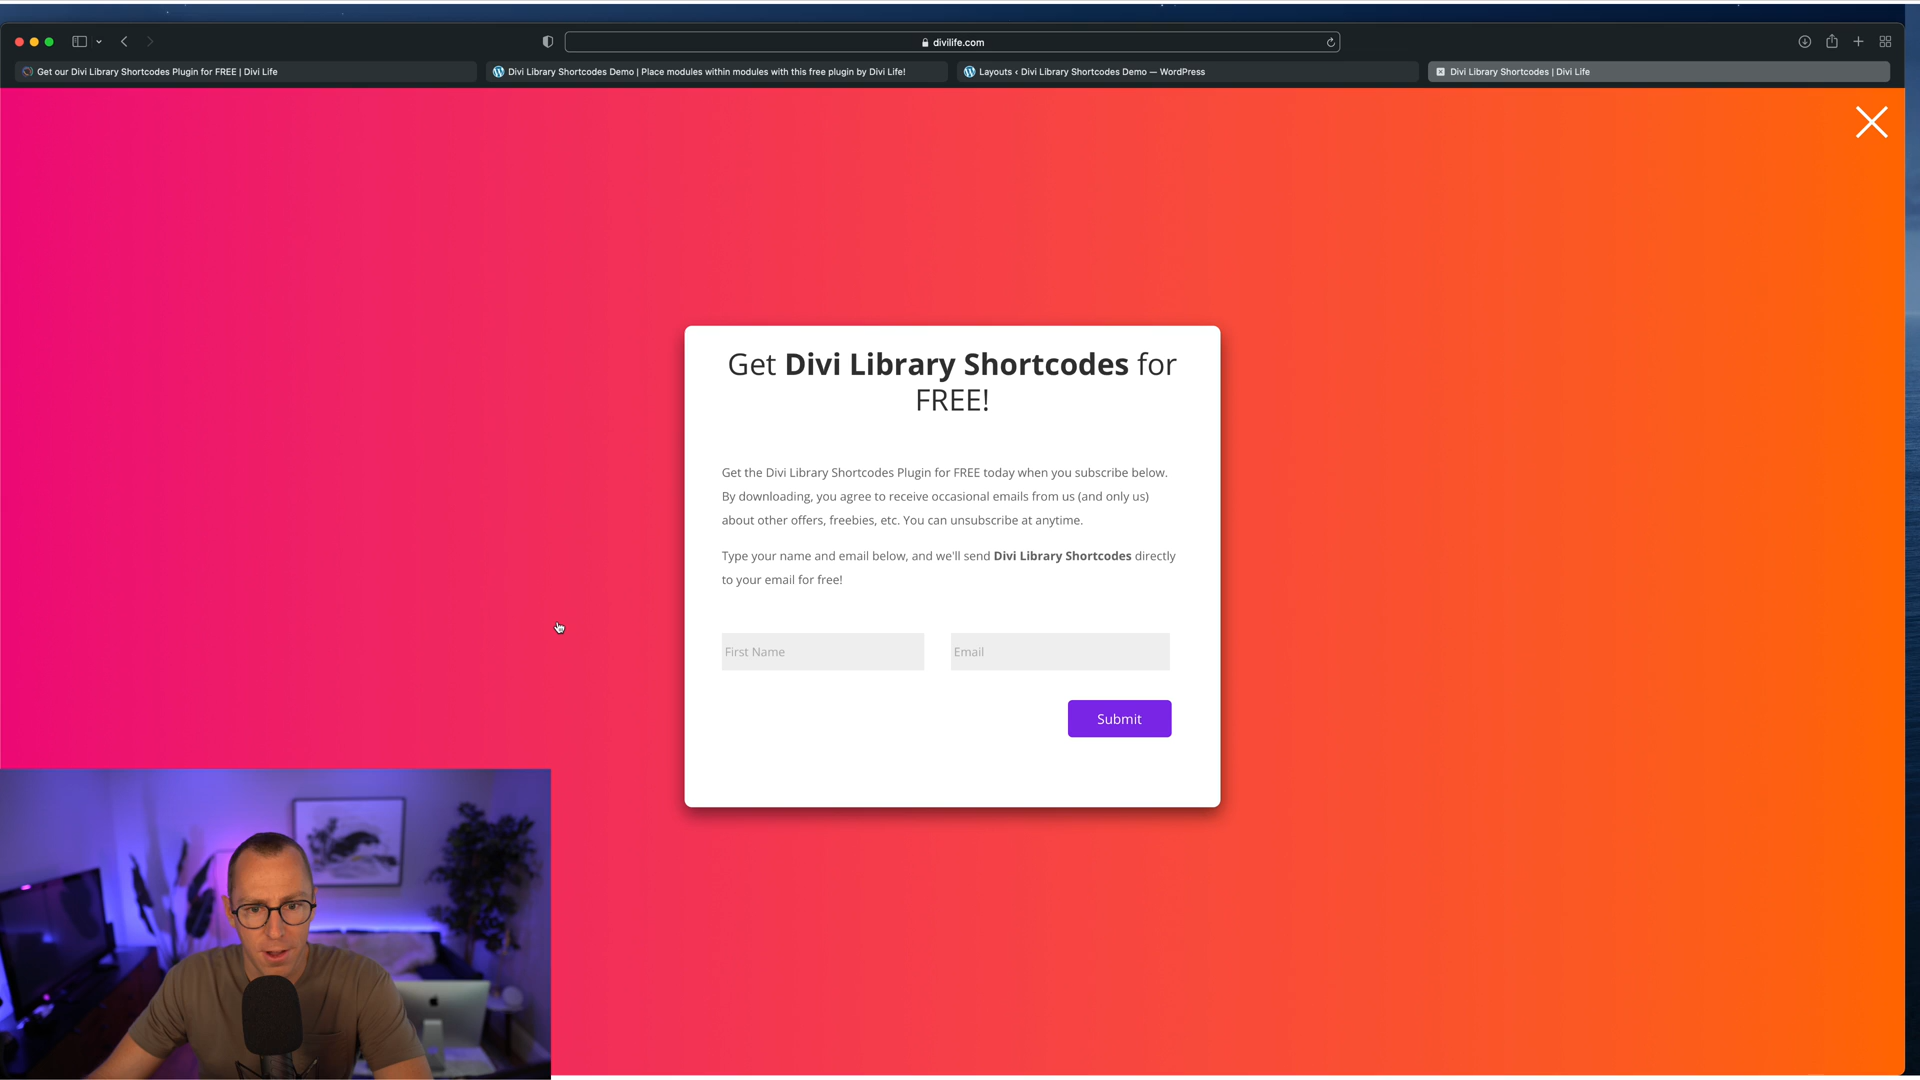 divilife.com
Get our Divi Library Shortcodes Plugin for FREE | Divi Life
Divi Library Shortcodes Demo | Place modules within modules with this free plugin by Divi Life!
Layouts ‹ Divi Library Shortcodes Demo — WordPress
Divi Library Shortcodes | Divi Life
Get Divi Library Shortcodes for
FREE!
Get the Divi Library Shortcodes Plugin for FREE today when you subscribe below.
By downloading, you agree to receive occasional emails from us (and only us)
about other offers, freebies, etc. You can unsubscribe at anytime.
Type your name and email below, and we'll send Divi Library Shortcodes directly
to your email for free!
First Name
Email
Submit